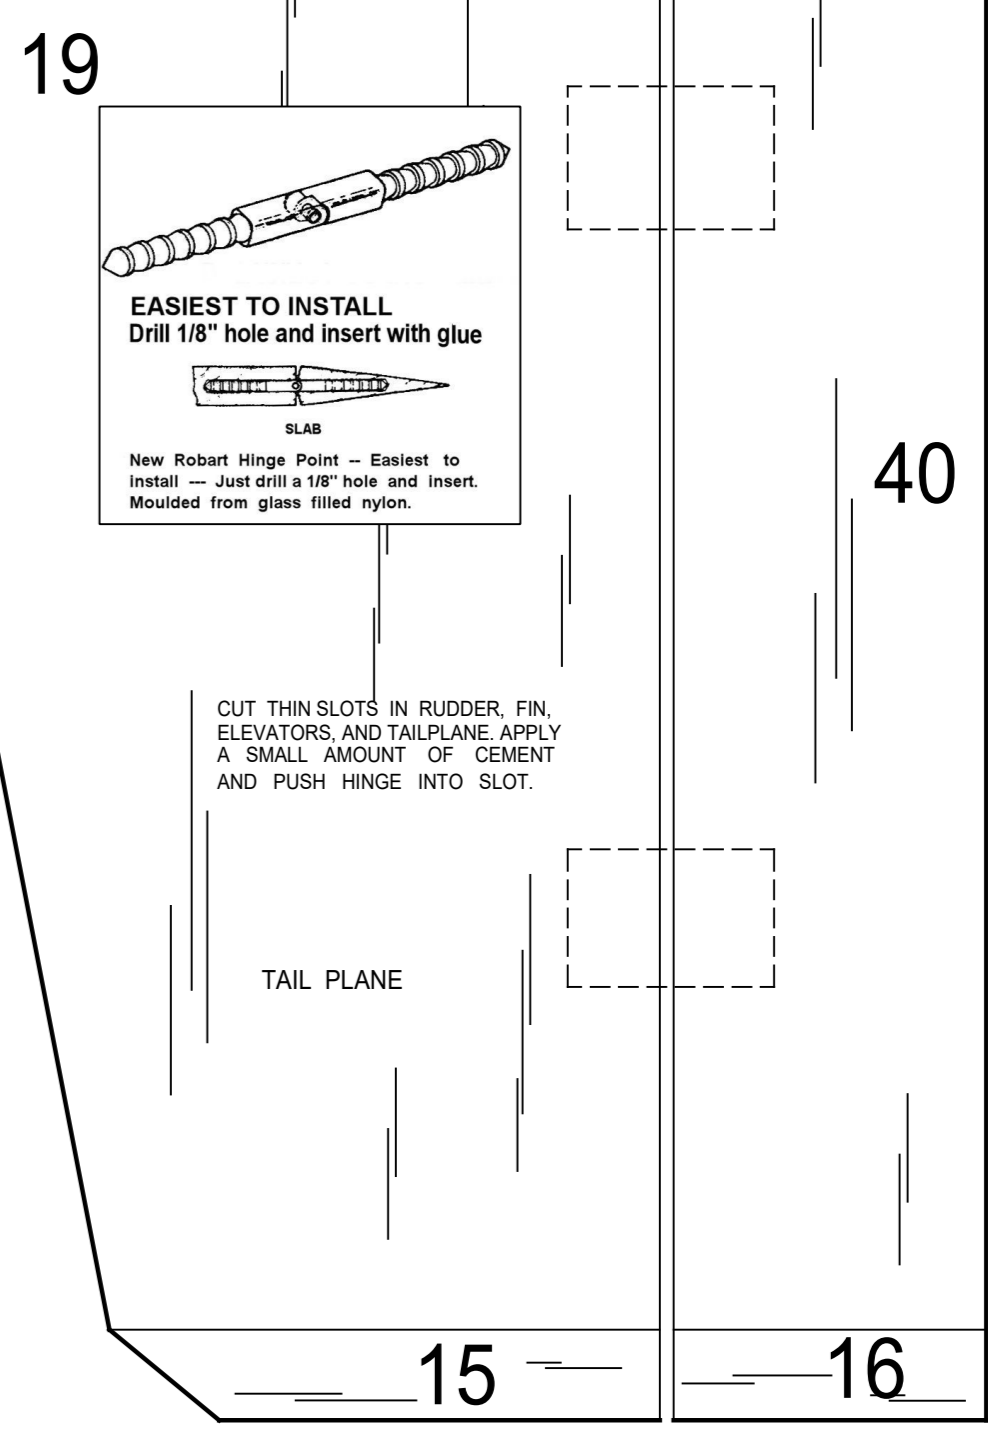 19
EASIEST TO INSTALL
Drill 1/8" hole and insert with glue
SLAB
New Robart Hinge Point -- Easiest to
install --- Just drill a 1/8" hole and insert.
Moulded from glass filled nylon.
40
CUT THIN SLOTS IN RUDDER, FIN,
ELEVATORS, AND TAILPLANE. APPLY
A SMALL AMOUNT OF CEMENT
AND PUSH HINGE INTO SLOT.
TAIL PLANE
15
16